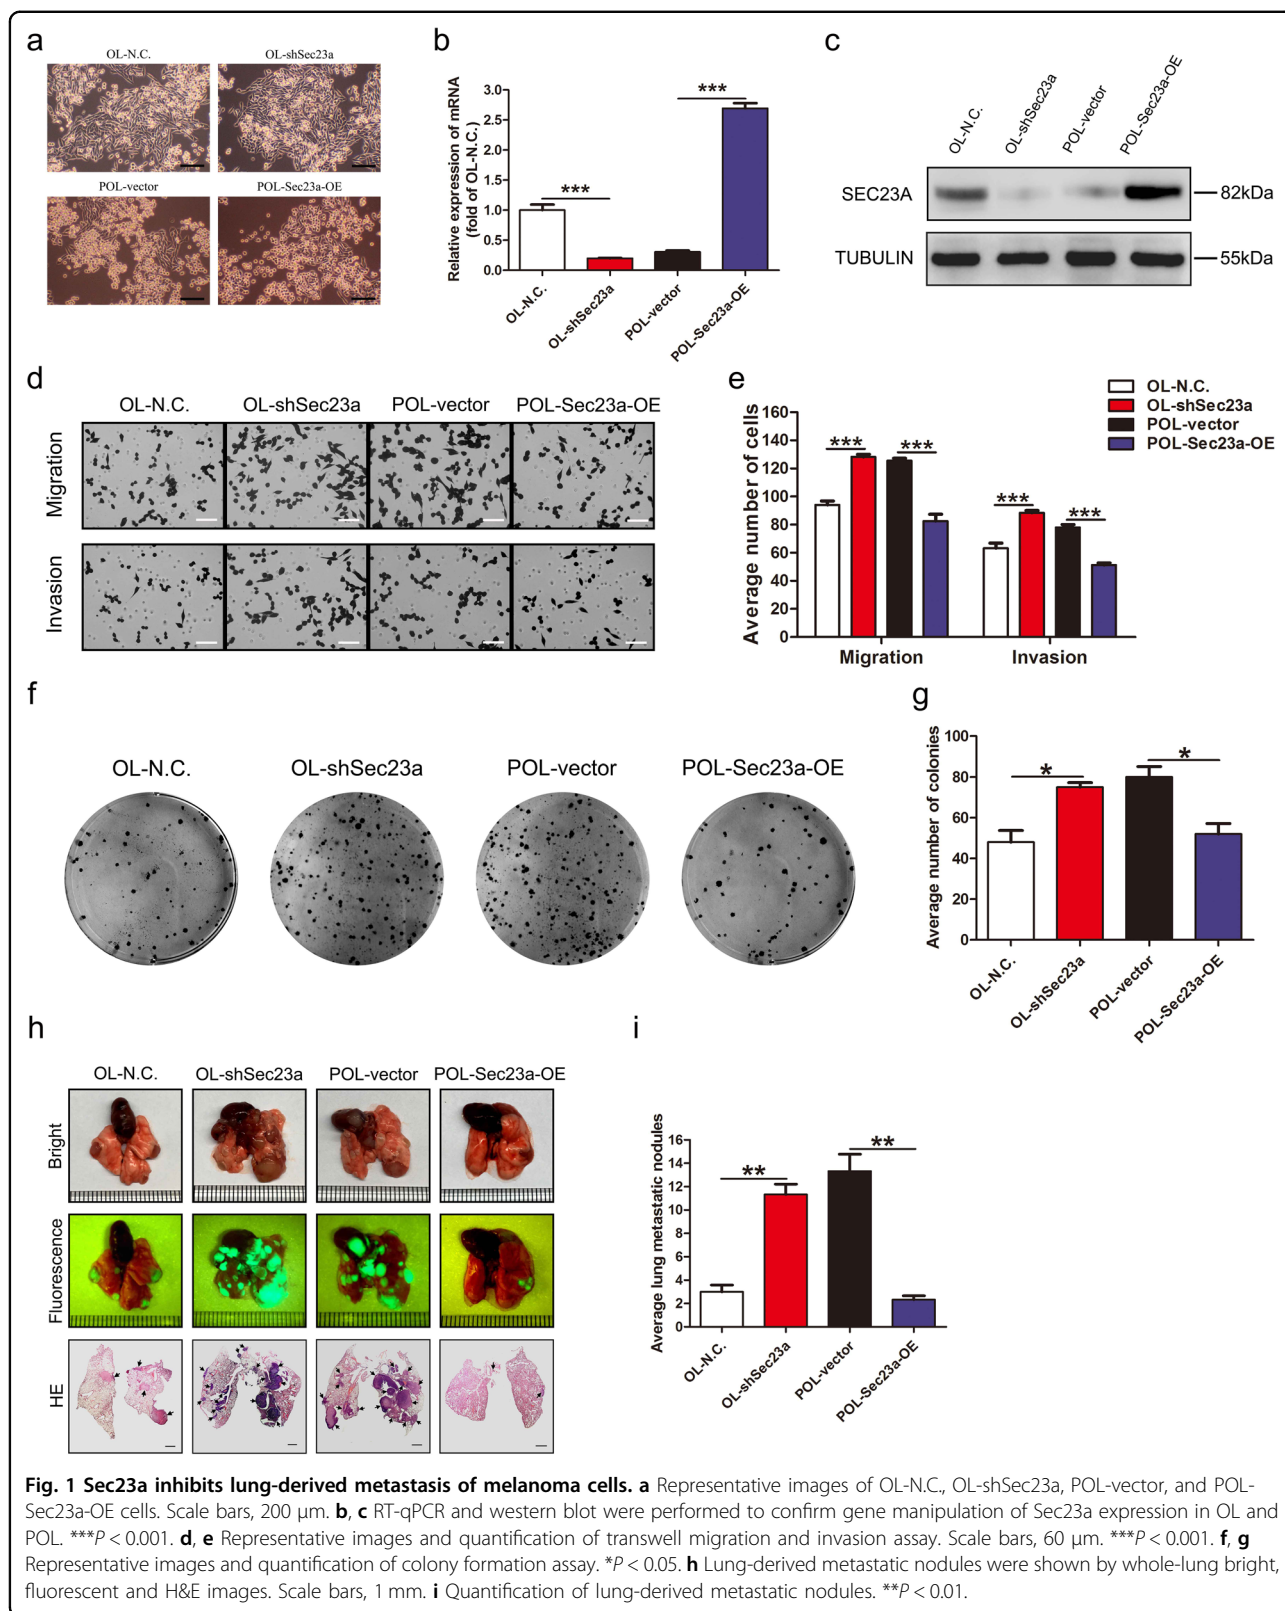 a
OL-N.C.
OL-shSec23a
POL-vector
POL-Sec23a-OE
b
Relative expression of mRNA
(fold of OL-N.C.)
3.0
2.5
2.0
1.5
1.0
0.5
0.0
***
***
OL-N.C.
OL-shSec23a
POL-vector
POL-Sec23a-OE
c
OL-N.C.
OL-shSec23a
POL-vector
POL-Sec23a-OE
SEC23A
82kDa
TUBULIN
55kDa
d
OL-N.C.
OL-shSec23a
POL-vector
POL-Sec23a-OE
Migration
Invasion
e
OL-N.C.
OL-shSec23a
POL-vector
POL-Sec23a-OE
Average number of cells
160
140
120
100
80
60
40
20
0
***
***
***
***
Migration
Invasion
f
OL-N.C.
OL-shSec23a
POL-vector
POL-Sec23a-OE
g
Average number of colonies
100
80
60
40
20
0
*
*
OL-N.C.
OL-shSec23a
POL-vector
POL-Sec23a-OE
h
OL-N.C.
OL-shSec23a
POL-vector
POL-Sec23a-OE
Bright
Fluorescence
HE
i
Average lung metastatic nodules
16
14
12
10
8
6
4
2
0
**
**
OL-N.C.
OL-shSec23a
POL-vector
POL-Sec23a-OE
Fig. 1 Sec23a inhibits lung-derived metastasis of melanoma cells. a Representative images of OL-N.C., OL-shSec23a, POL-vector, and POL-
Sec23a-OE cells. Scale bars, 200 μm. b, c RT-qPCR and western blot were performed to confirm gene manipulation of Sec23a expression in OL and
POL. ***P < 0.001. d, e Representative images and quantification of transwell migration and invasion assay. Scale bars, 60 μm. ***P < 0.001. f, g
Representative images and quantification of colony formation assay. *P < 0.05. h Lung-derived metastatic nodules were shown by whole-lung bright,
fluorescent and H&E images. Scale bars, 1 mm. i Quantification of lung-derived metastatic nodules. **P < 0.01.